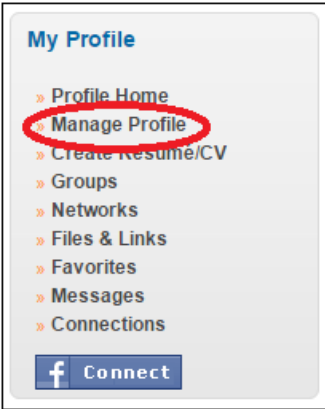 My Profile
» Profile Home
» Manage Profile
» Create Resume/CV
» Groups
» Networks
» Files & Links
» Favorites
» Messages
» Connections
f Connect